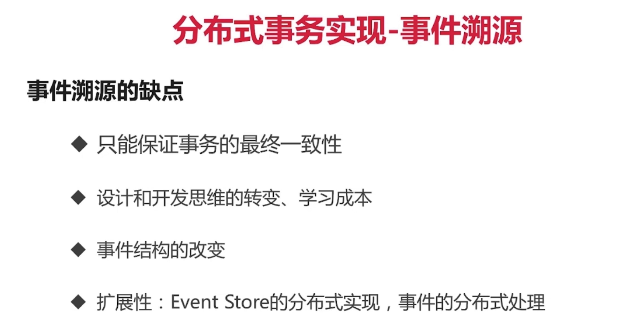 分布式事务实现-事件溯源
事件溯源的缺点
◆ 只能保证事务的最终一致性
◆ 设计和开发思维的转变、学习成本
◆ 事件结构的改变
◆ 扩展性：Event Store的分布式实现，事件的分布式处理